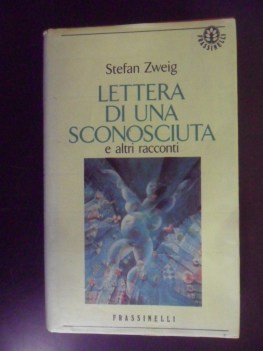 Stefan Zweig
LETTERA
DI UNA
SCONOSCIUTA
e altri racconti
FRASSINELLI